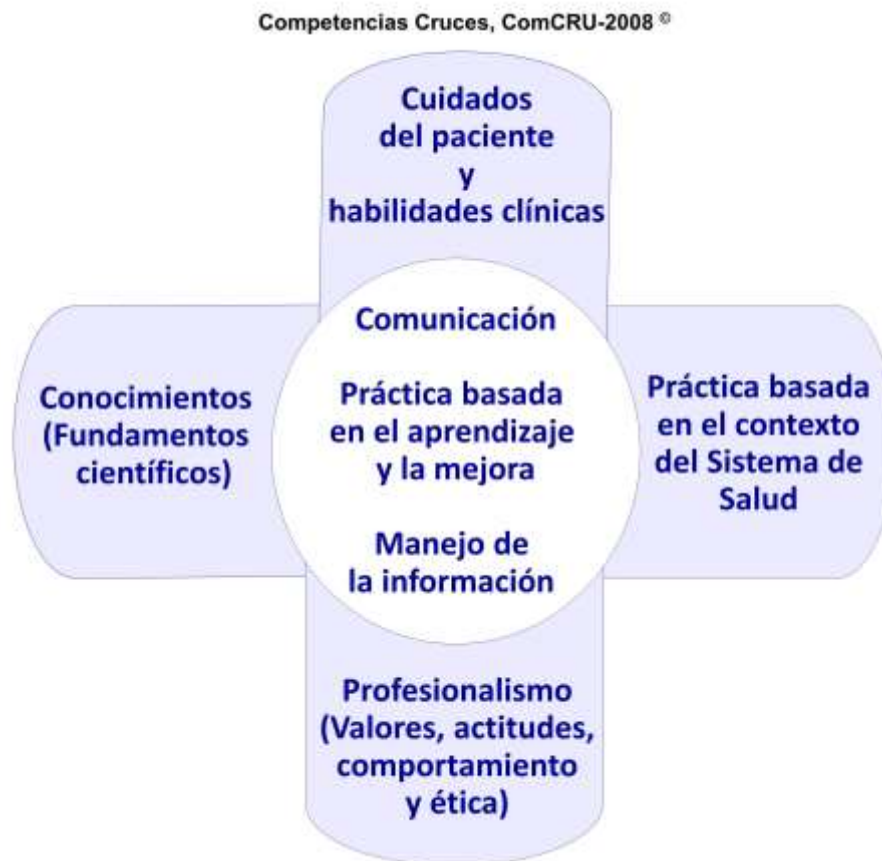 Competencias Cruces, ComCRU-2008 ©
Cuidados
del paciente
y
habilidades clínicas
Comunicación
Práctica basada
en el aprendizaje
y la mejora
Manejo de
la información
Conocimientos
(Fundamentos
científicos)
Práctica basada
en el contexto
del Sistema de
Salud
Profesionalismo
(Valores, actitudes,
comportamiento
y ética)